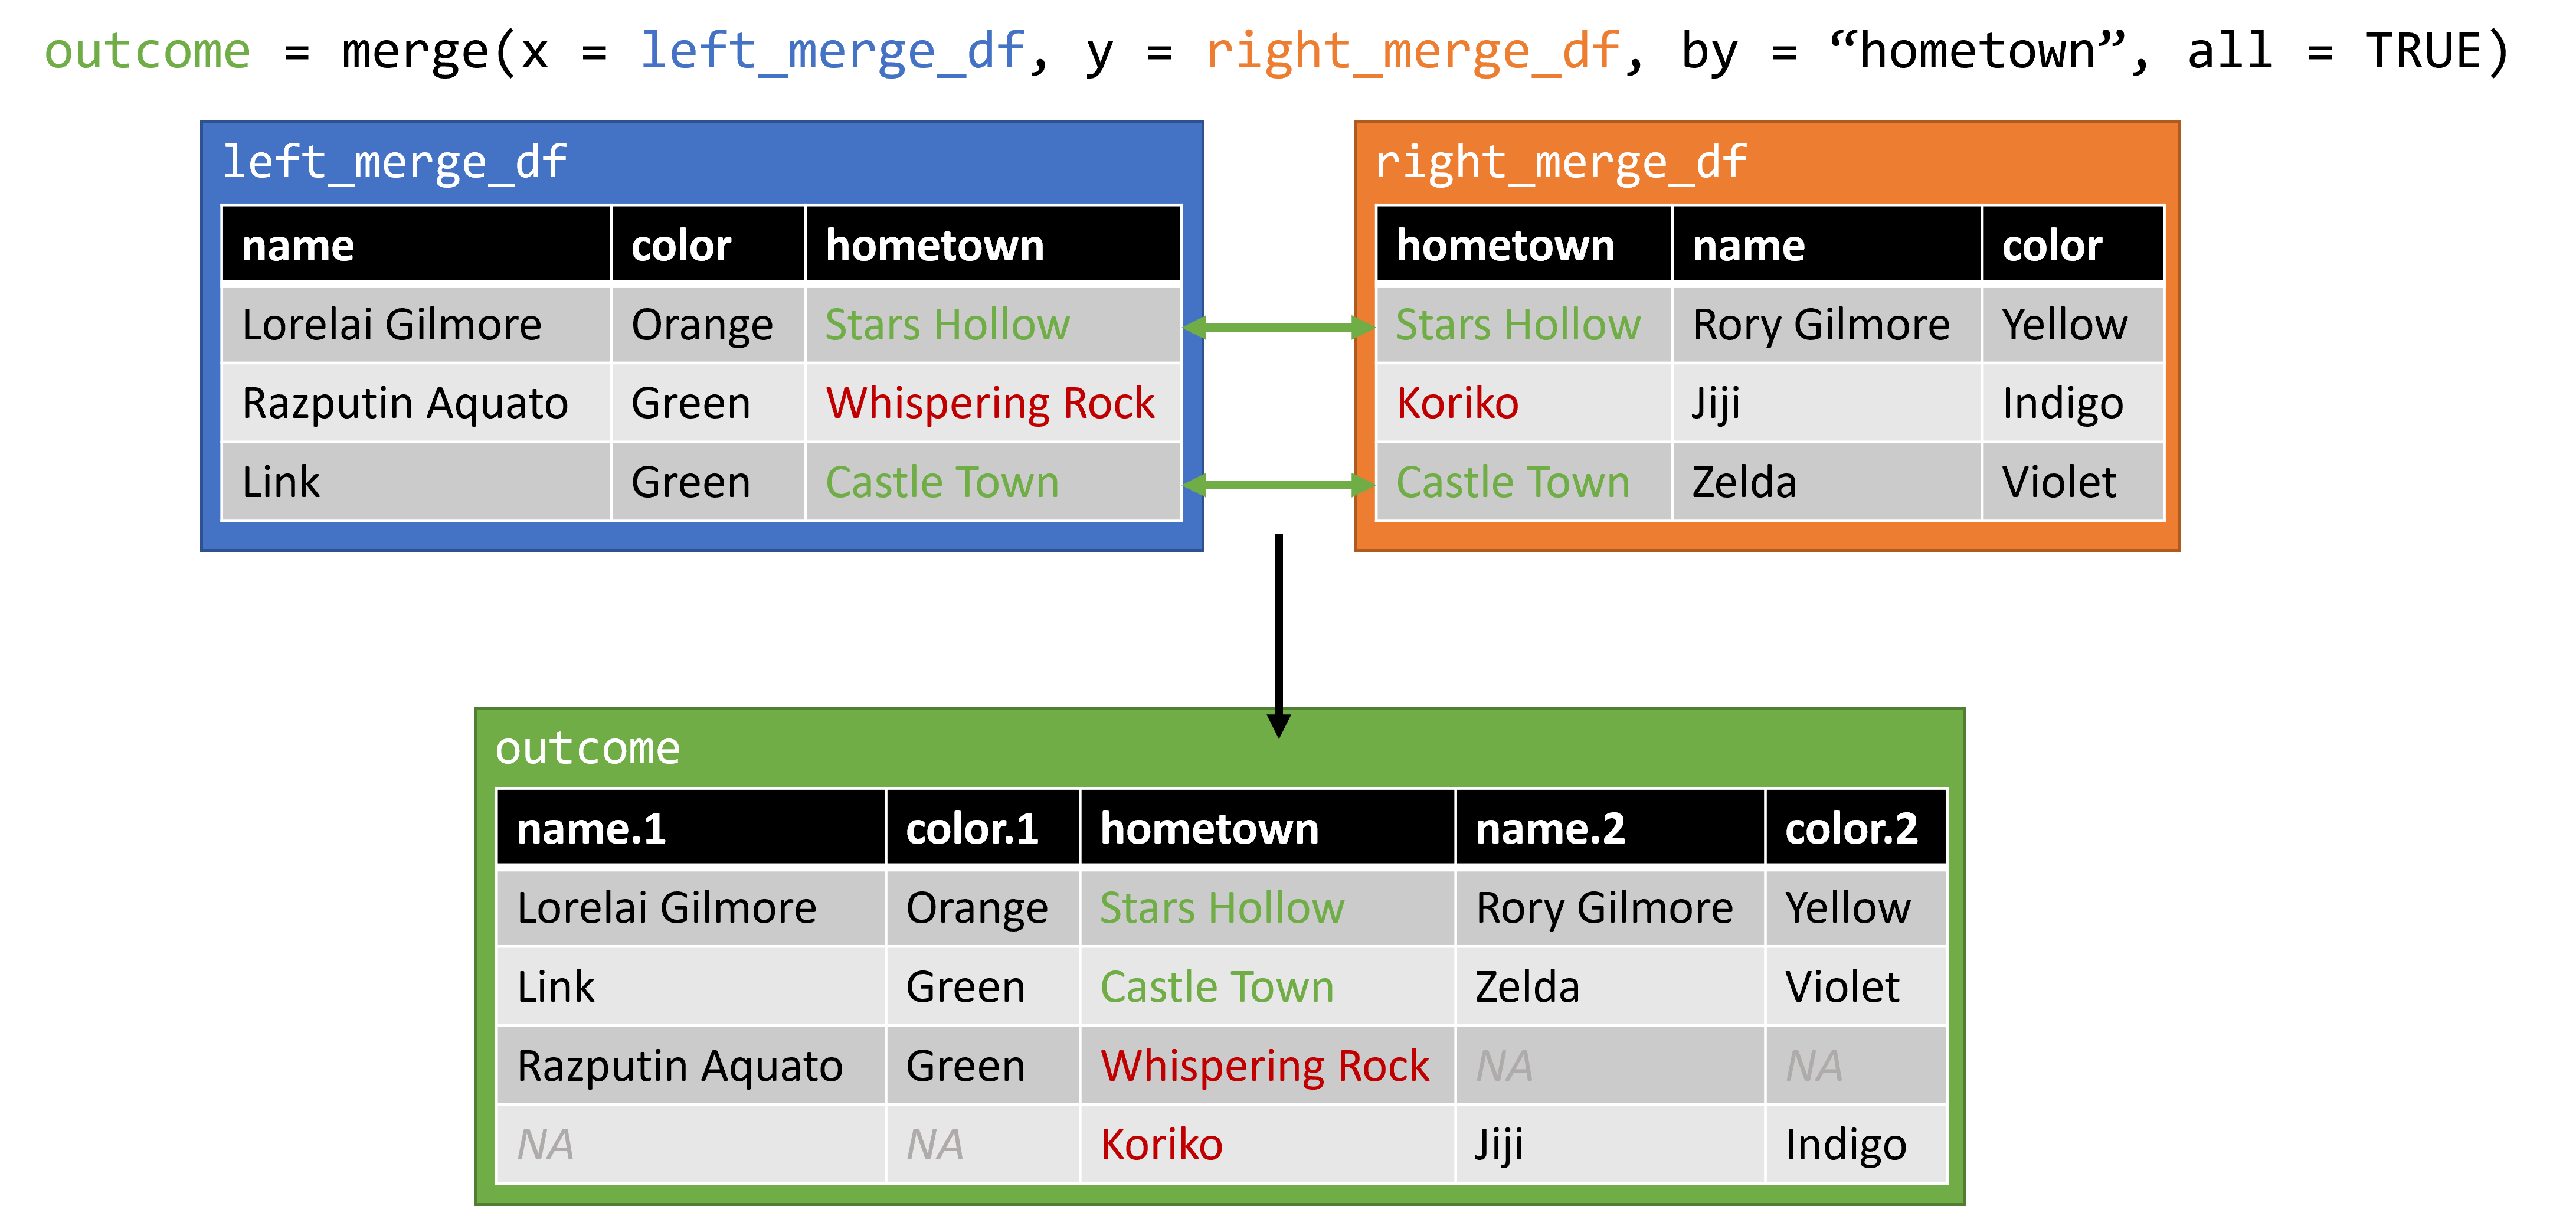 outcome = merge(x = left_merge_df, y = right_merge_df, by = “hometown”, all = TRUE)
left_merge_df
name color hometown
Lorelai Gilmore Orange Stars Hollow
Razputin Aquato Green Whispering Rock
Link Green Castle Town
right_merge_df
hometown name color
Stars Hollow Rory Gilmore Yellow
Koriko Jiji Indigo
Castle Town Zelda Violet
outcome
name.1 color.1 hometown name.2 color.2
Lorelai Gilmore Orange Stars Hollow Rory Gilmore Yellow
Link Green Castle Town Zelda Violet
Razputin Aquato Green Whispering Rock NA NA
NA NA Koriko Jiji Indigo